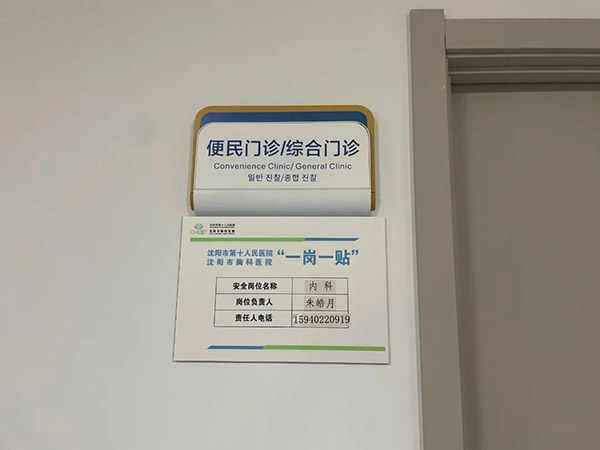 便民门诊/综合门诊
Convenience Clinic/ General Clinic
일반 진찰/종합 진찰
沈阳市第十人民医院
沈阳市胸科医院
“一岗一贴”
安全岗位名称 内科
岗位负责人 朱皓月
责任人电话 15940220919